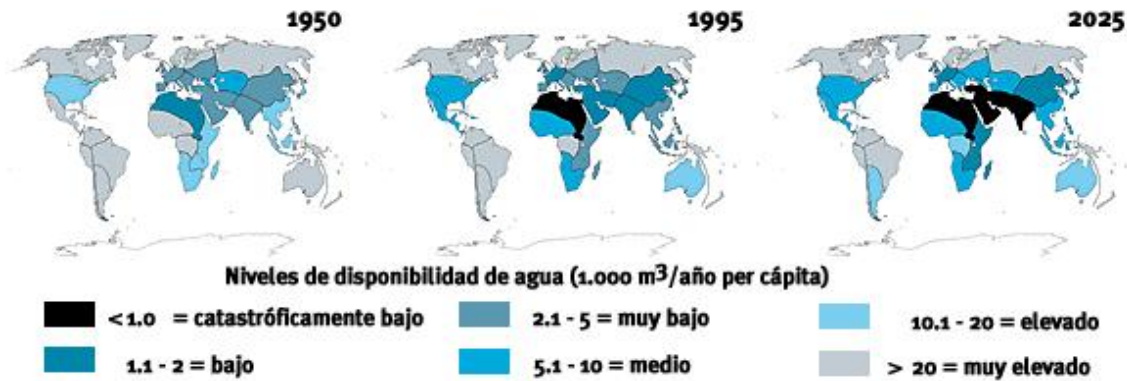 1950 1995 2025
Niveles de disponibilidad de agua (1.000 m³/año per cápita)
<1.0 = catastróficamente bajo 2.1 - 5 = muy bajo 10.1 - 20 = elevado
1.1 - 2 = bajo 5.1 - 10 = medio > 20 = muy elevado